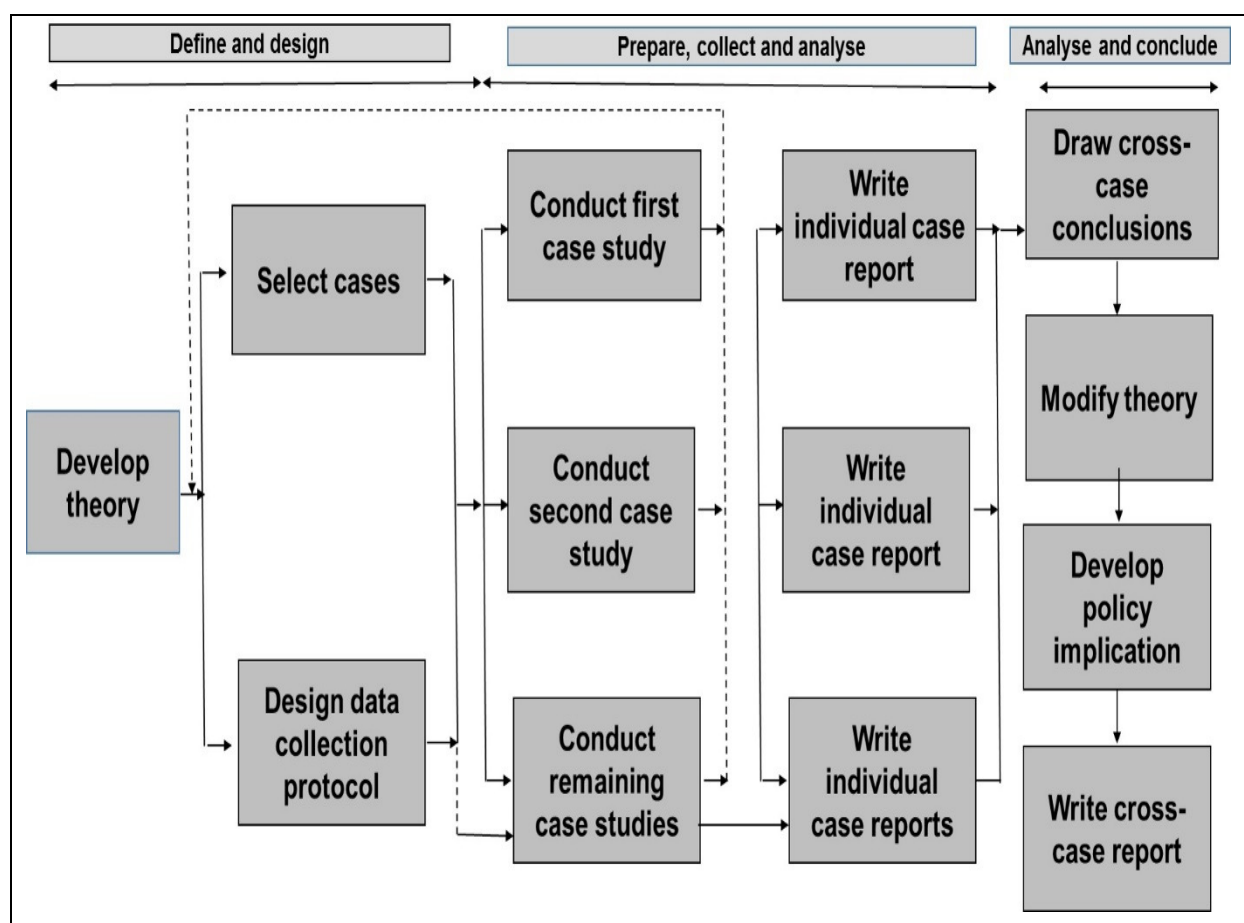 Define and design
Prepare, collect and analyse
Analyse and conclude
Develop
theory
Select cases
Design data
collection
protocol
Conduct first
case study
Conduct
second case
study
Conduct
remaining
case studies
Write
individual case
report
Write
individual
case report
Write
individual
case reports
Draw cross-
case
conclusions
Modify theory
Develop
policy
implication
Write cross-
case report